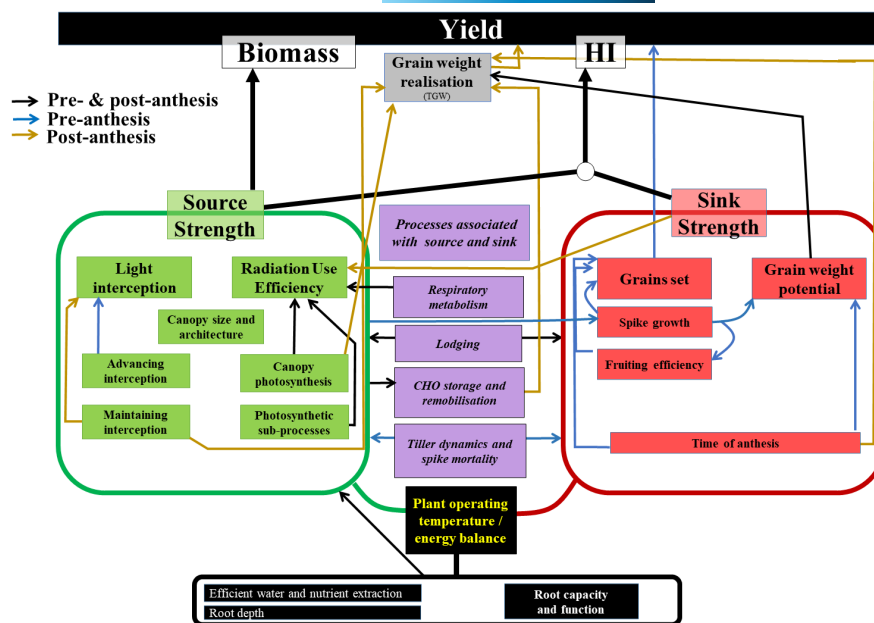 Yield
Biomass
HI
Grain weight
realisation
(TGW)
Pre- & post-anthesis
Pre-anthesis
Post-anthesis
Source
Strength
Sink
Strength
Processes associated
with source and sink
Light
interception
Radiation Use
Efficiency
Canopy size and
architecture
Advancing
interception
Canopy
photosynthesis
Maintaining
interception
Photosynthetic
sub-processes
Respiratory
metabolism
Lodging
CHO storage and
remobilisation
Tiller dynamics and
spike mortality
Grains set
Grain weight
potential
Spike growth
Fruiting efficiency
Time of anthesis
Plant operating
temperature /
energy balance
Efficient water and nutrient extraction
Root depth
Root capacity
and function